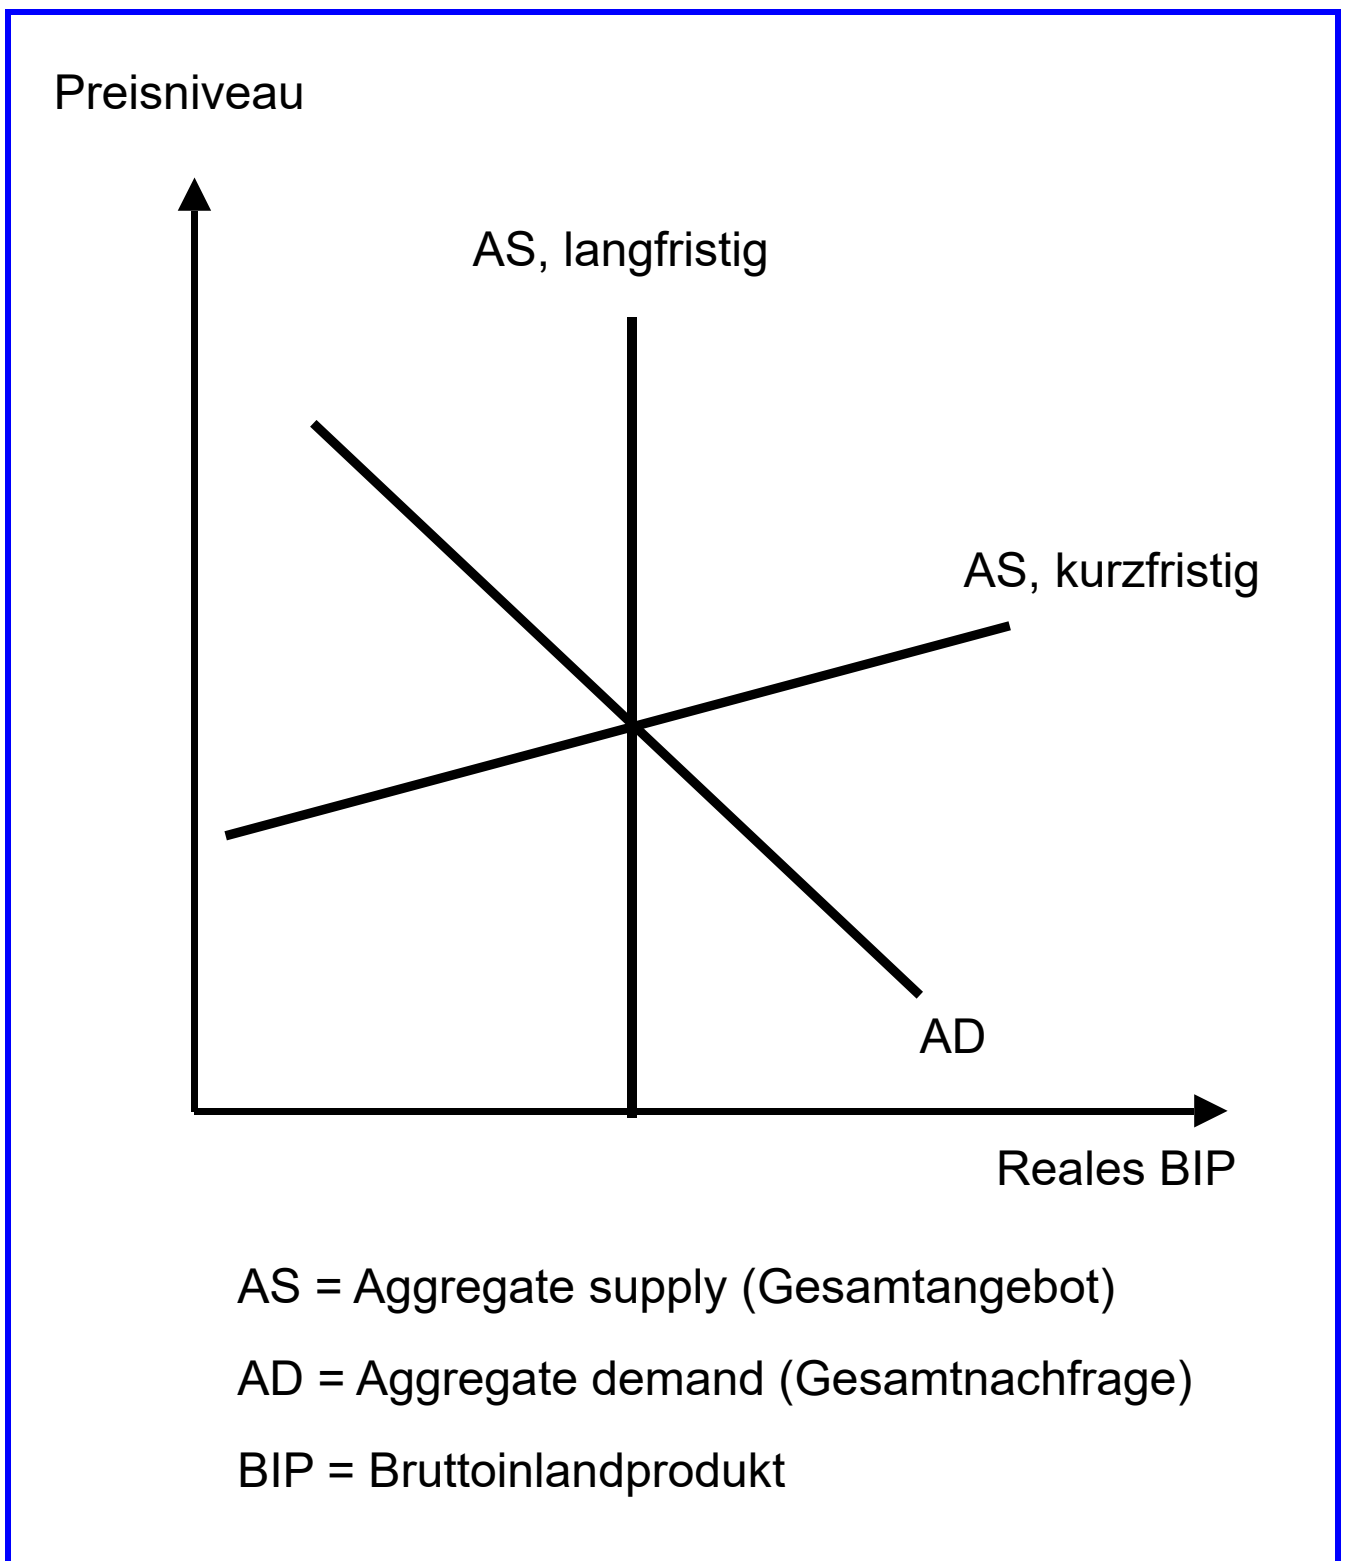 Preisniveau
AS, langfristig
AS, kurzfristig
AD
Reales BIP
AS = Aggregate supply (Gesamtangebot)
AD = Aggregate demand (Gesamtnachfrage)
BIP = Bruttoinlandprodukt